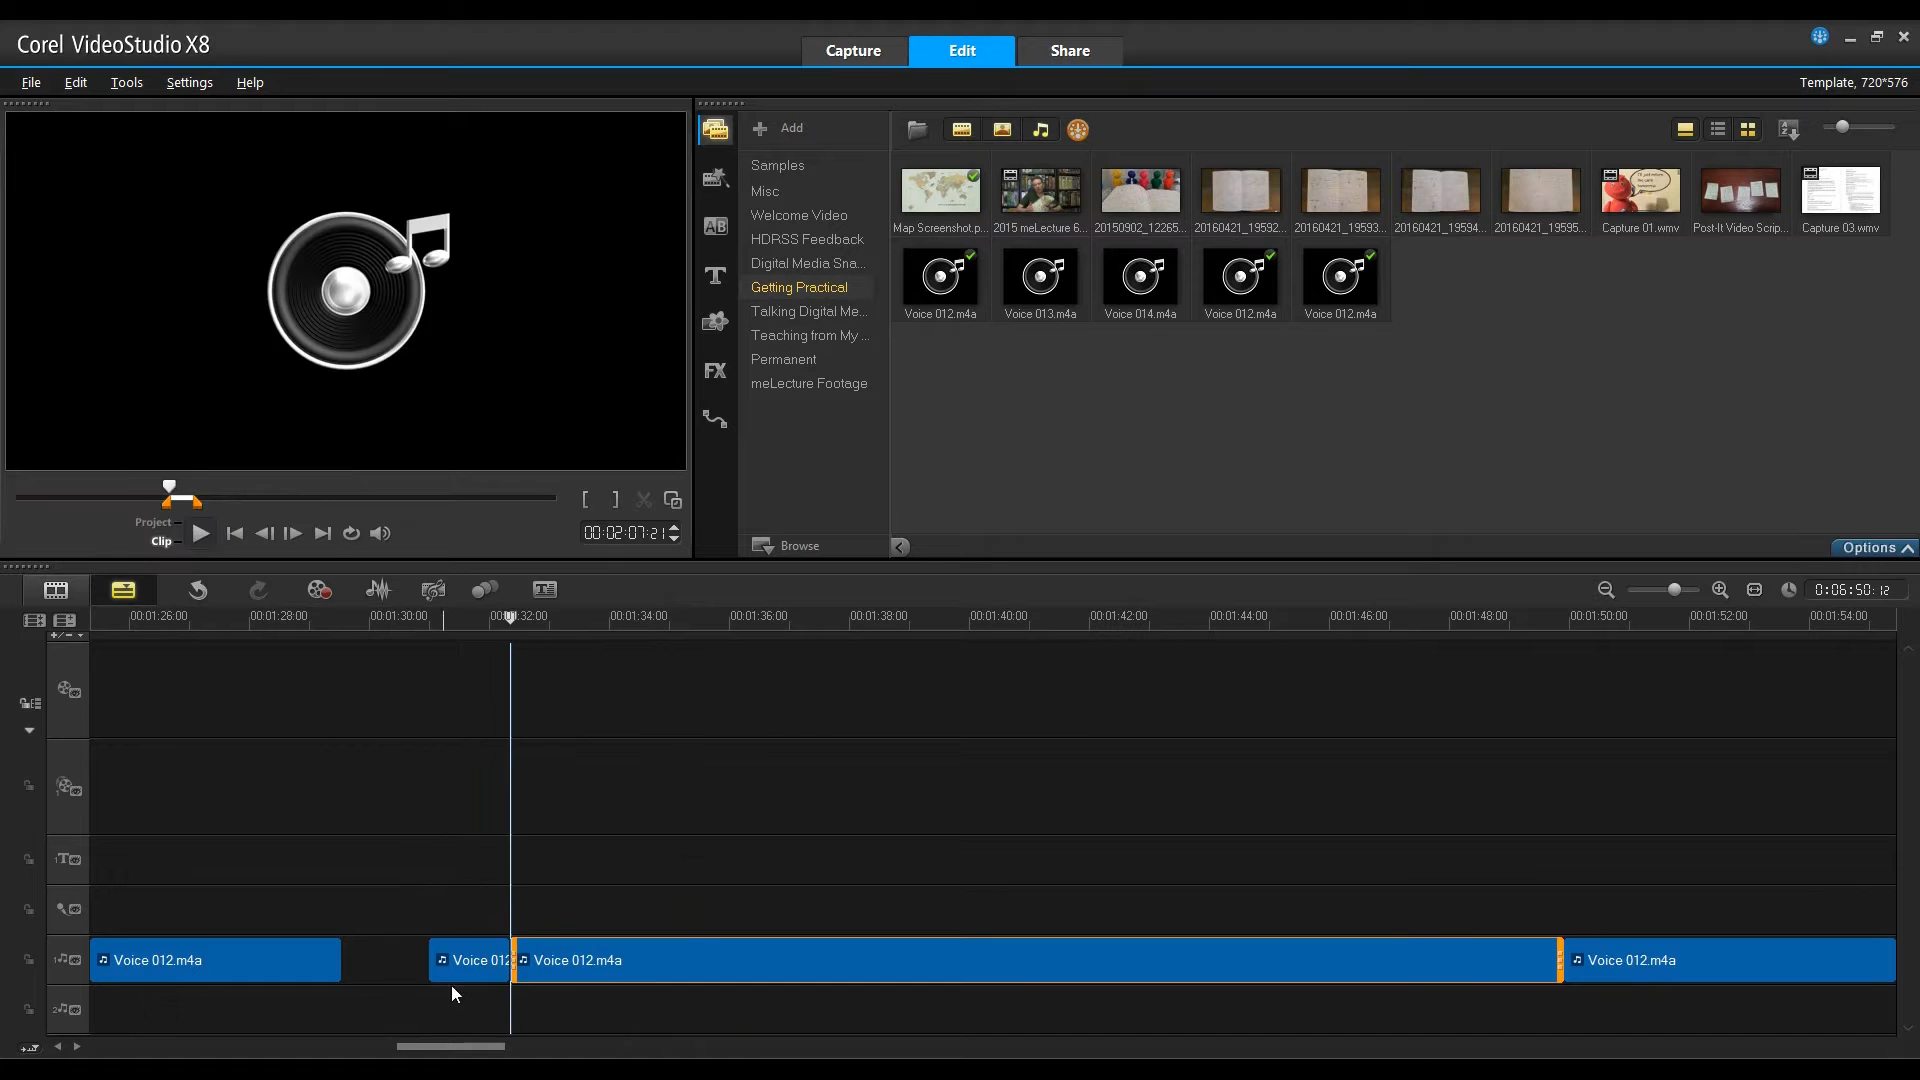 Corel VideoStudio X8
Capture
Edit
Share
File
Edit
Tools
Settings
Help
Template, 720*576
Add
Samples
Misc
Welcome Video
HDRSS Feedback
Digital Media Sna...
Getting Practical
Talking Digital Me...
Teaching from My ...
Permanent
meLecture Footage
Browse
Map Screenshot.p...
2015 meLecture 6...
20150902_12265...
20160421_19592...
20160421_19593...
20160421_19594...
20160421_19595...
Capture 01.wmv
Post-It Video Scrip...
Capture 03.wmv
Voice 012.m4a
Voice 013.m4a
Voice 014.m4a
Voice 012.m4a
Voice 012.m4a
Project
Clip
00:02:07:21
Options
0:06:50:12
00:01:26:00
00:01:28:00
00:01:30:00
00:01:32:00
00:01:34:00
00:01:36:00
00:01:38:00
00:01:40:00
00:01:42:00
00:01:44:00
00:01:46:00
00:01:48:00
00:01:50:00
00:01:52:00
00:01:54:00
Voice 012.m4a
Voice 012
Voice 012.m4a
Voice 012.m4a